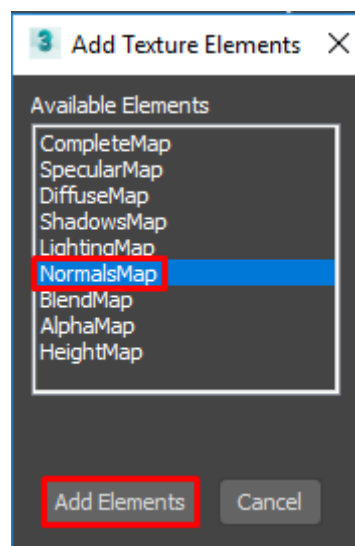 3 Add Texture Elements
Available Elements
CompleteMap
SpecularMap
DiffuseMap
ShadowsMap
LightingMap
NormalsMap
BlendMap
AlphaMap
HeightMap
Add Elements Cancel